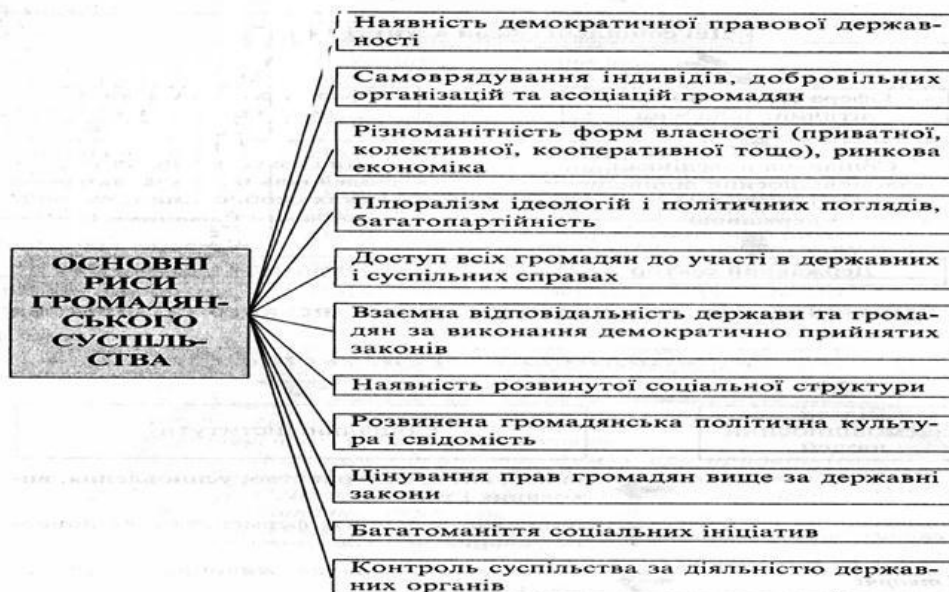 Наявність демократичної правової держав-
ності
Самоврядування індивідів, добровільних
організацій та асоціацій громадян
Різноманітність форм власності (приватної,
колективної, кооперативної тощо), ринкова
економіка
Плюралізм ідеологій і політичних поглядів,
багатопартійність
ОСНОВНІ
РИСИ
ГРОМАДЯН-
СЬКОГО
СУСПІЛЬ-
СТВА
Доступ всіх громадян до участі в державних
і суспільних справах
Взаємна відповідальність держави та грома-
дян за виконання демократично прийнятих
законів
Наявність розвинутої соціальної структури
Розвинена громадянська політична культу-
ра і свідомість
Цінування прав громадян вище за державні
закони
Багатоманіття соціальних ініціатив
Контроль суспільства за діяльністю держав-
них органів